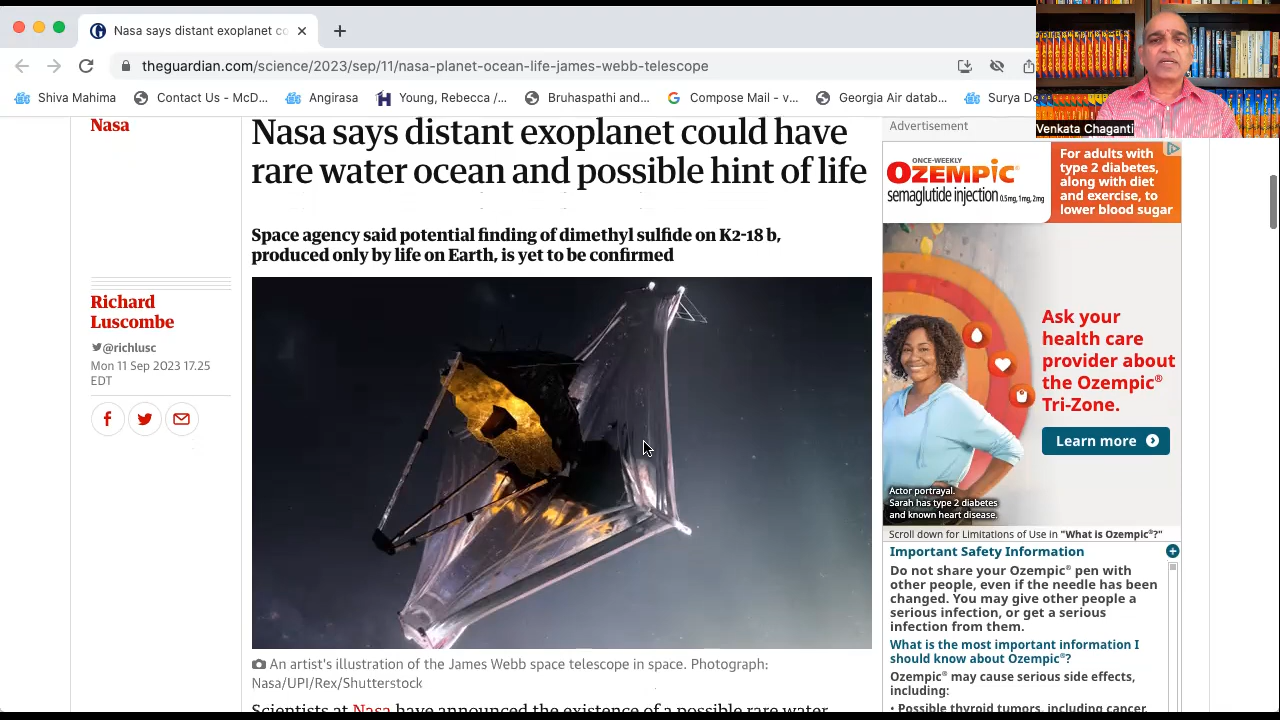 Nasa says distant exoplanet co
theguardian.com/science/2023/sep/11/nasa-planet-ocean-life-james-webb-telescope
Shiva Mahima
Contact Us - McD...
Angirasa
Young, Rebecca /...
Bruhaspathi and...
Compose Mail - v...
Georgia Air datab...
Surya De
Venkata Chaganti
Nasa
Nasa says distant exoplanet could have
rare water ocean and possible hint of life
Space agency said potential finding of dimethyl sulfide on K2-18 b,
produced only by life on Earth, is yet to be confirmed
Richard
Luscombe
@richlusc
Mon 11 Sep 2023 17.25
EDT
An artist's illustration of the James Webb space telescope in space. Photograph:
Nasa/UPI/Rex/Shutterstock
Scientists at Nasa have announced the existence of a possible rare water
Advertisement
ONCE-WEEKLY
OZEMPIC®
semaglutide injection 0.5mg, 1mg, 2mg
For adults with
type 2 diabetes,
along with diet
and exercise, to
lower blood sugar
Ask your
health care
provider about
the Ozempic®
Tri-Zone.
Learn more
Actor portrayal.
Sarah has type 2 diabetes
and known heart disease.
Scroll down for Limitations of Use in "What is Ozempic®?"
Important Safety Information
Do not share your Ozempic® pen with
other people, even if the needle has been
changed. You may give other people a
serious infection, or get a serious
infection from them.
What is the most important information I
should know about Ozempic®?
Ozempic® may cause serious side effects,
including:
• Possible thyroid tumors, including cancer.